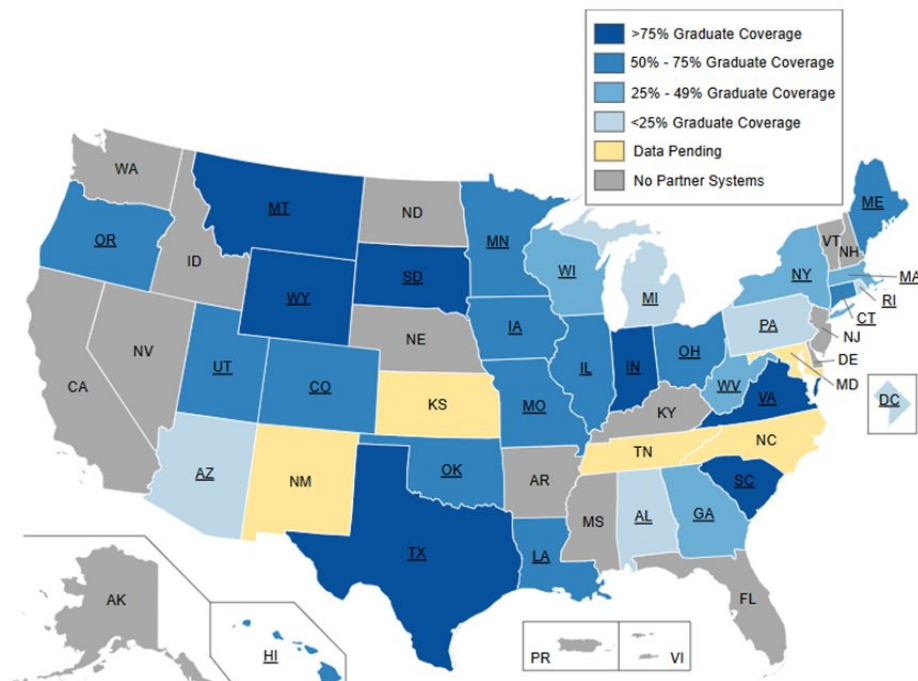 >75% Graduate Coverage
50% - 75% Graduate Coverage
25% - 49% Graduate Coverage
<25% Graduate Coverage
Data Pending
No Partner Systems
WA
MT
ND
MN
ME
VT
NH
OR
ID
SD
WI
NY
MA
WY
MI
RI
CT
PA
NE
IA
NJ
NV
UT
IL
IN
OH
DE
CA
CO
MD
WV
KS
MO
VA
DC
KY
NC
TN
AZ
NM
OK
AR
SC
MS
AL
GA
TX
LA
FL
AK
HI
PR
VI